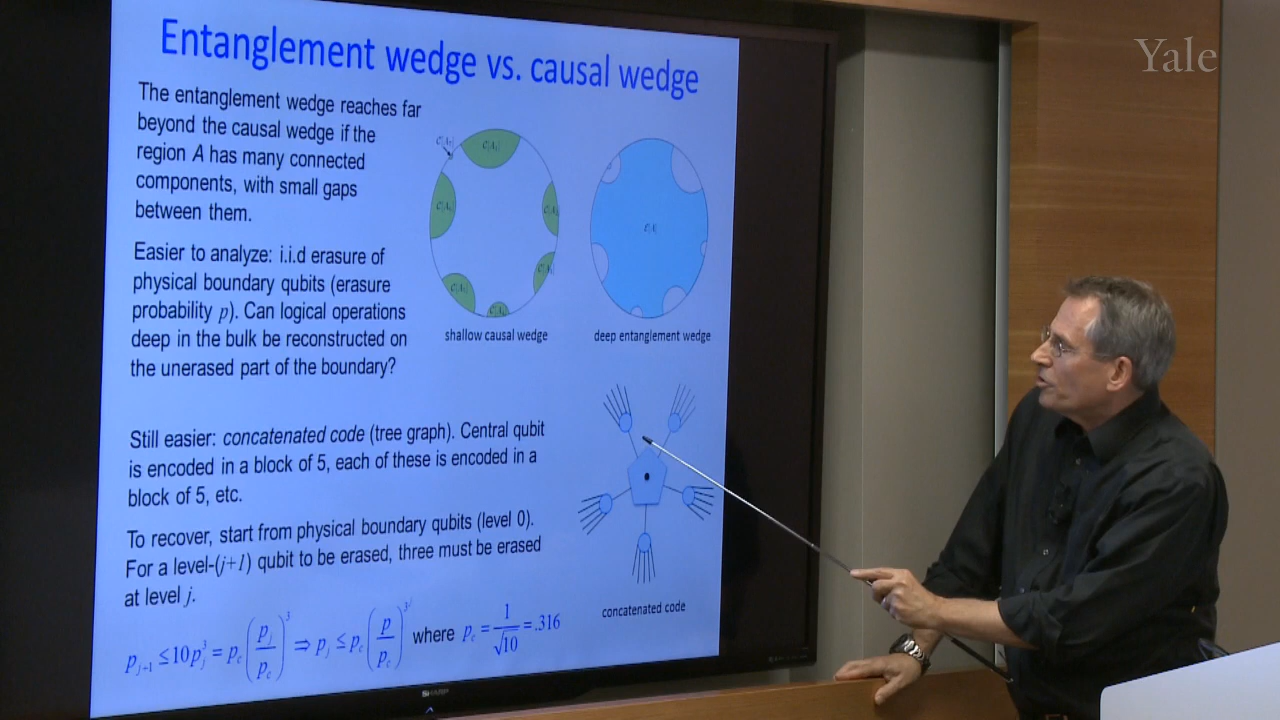 Yale
Entanglement wedge vs. causal wedge
The entanglement wedge reaches far
beyond the causal wedge if the
region A has many connected
components, with small gaps
between them.
Easier to analyze: i.i.d erasure of
physical boundary qubits (erasure
probability p). Can logical operations
deep in the bulk be reconstructed on
the unerased part of the boundary?
shallow causal wedge
deep entanglement wedge
Still easier: concatenated code (tree graph). Central qubit
is encoded in a block of 5, each of these is encoded in a
block of 5, etc.
To recover, start from physical boundary qubits (level 0).
For a level-(j+1) qubit to be erased, three must be erased
at level j.
concatenated code
p_{j+1} ≤ 10p_j^3 = p_c (p_j / p_c)^3 ⇒ p_j ≤ p_c (p / p_c)^{3^j} where p_c = 1/√10 = .316
SHARP